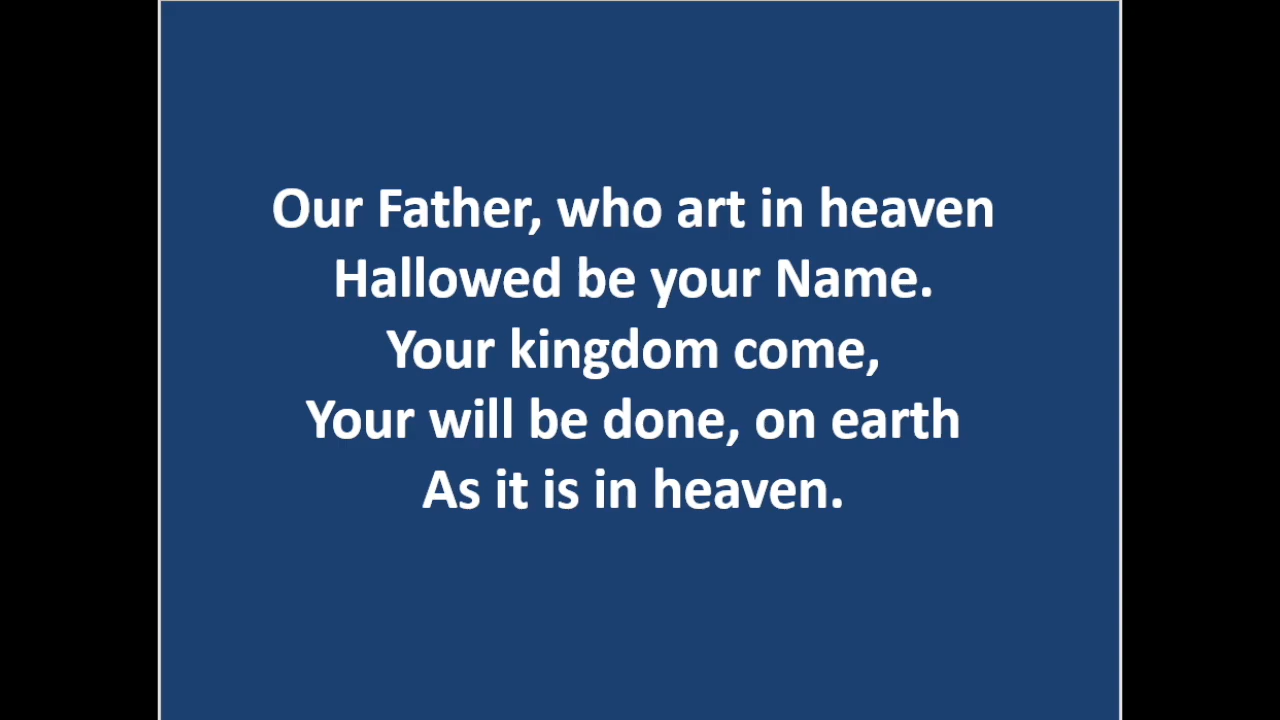 Our Father, who art in heaven
Hallowed be your Name.
Your kingdom come,
Your will be done, on earth
As it is in heaven.